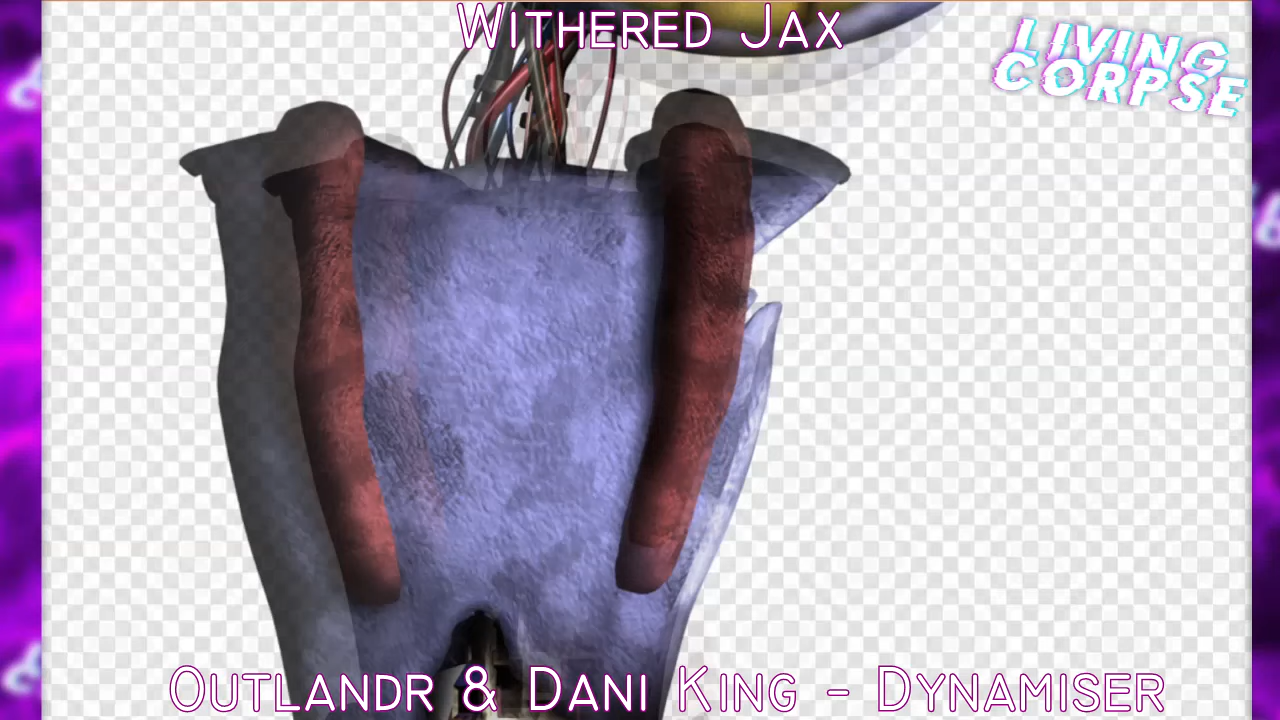 Withered Jax
LIVING
CORPSE
Outlandr & Dani King - Dynamiser